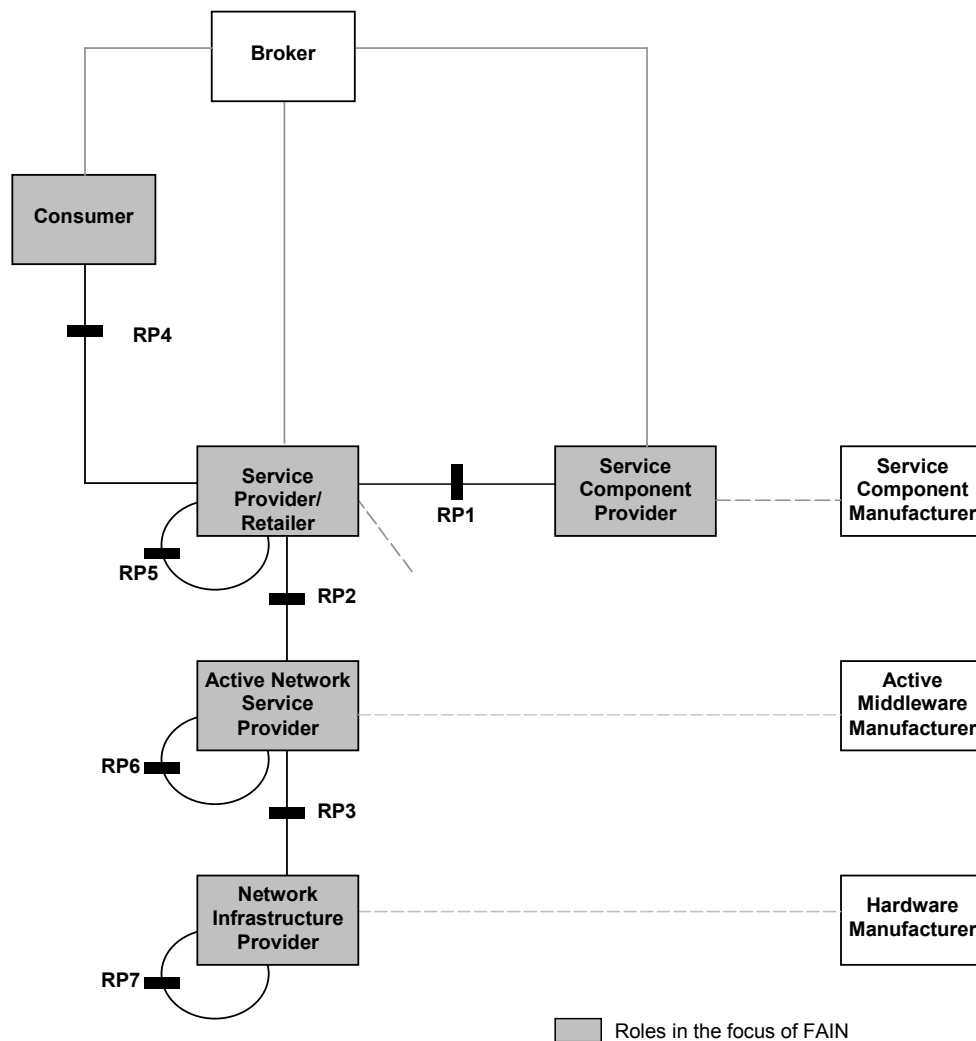 Broker
Consumer
RP4
Service
Provider/
Retailer
RP1
Service
Component
Provider
Service
Component
Manufacturer
RP5
RP2
Active Network
Service
Provider
Active
Middleware
Manufacturer
RP6
RP3
Network
Infrastructure
Provider
Hardware
Manufacturer
RP7
Roles in the focus of FAIN